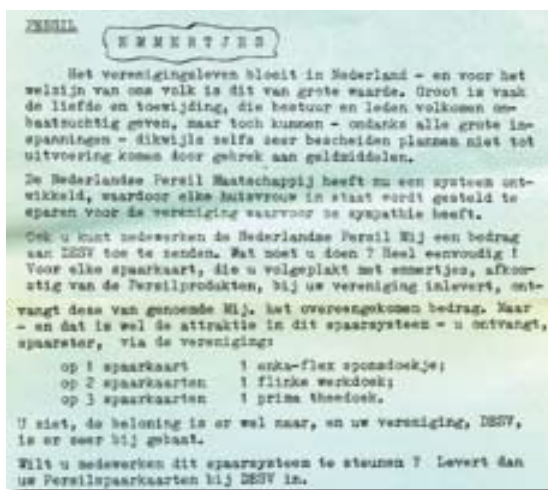 PERSIL
EMMERTJES
Het verenigingsleven bloeit in Nederland - en voor het
welzijn van ons volk is dit van grote waarde. Groot is vaak
de liefde en toewijding, die bestuur en leden volkomen on-
baatzuchtig geven, maar toch kunnen - ondanks alle grote in-
spanningen - dikwijls zelfs zeer bescheiden plannen niet tot
uitvoering komen door gebrek aan geldmiddelen.
De Nederlandse Persil Maatschappij heeft nu een systeem ont-
wikkeld, waardoor elke huisvrouw in staat wordt gesteld te
sparen voor de vereniging waarvoor ze sympathie heeft.
Ook u kunt medewerken de Nederlandse Persil Mij een bedrag
aan DESV toe te zenden. Wat moet u doen ? Heel eenvoudig !
Voor elke spaarkaart, die u volgeplakt met emmertjes, afkom-
stig van de Persilprodukten, bij uw vereniging inlevert, ont-
vangt deze van genoemde Mij. het overeengekomen bedrag. Maar
- en dat is wel de attraktie in dit spaarsysteem - u ontvangt,
spaarster, via de vereniging:
op 1 spaarkaart 1 enka-flex sponsdoekje;
op 2 spaarkaarten 1 flinke werkdoek;
op 3 spaarkaarten 1 prima theedoek.
U ziet, de beloning is er wel naar, en uw vereniging, DESV,
is er zeer bij gebaat.
Wilt u medewerken dit spaarsysteem te steunen ? Levert dan
uw Persilspaarkaarten bij DESV in.